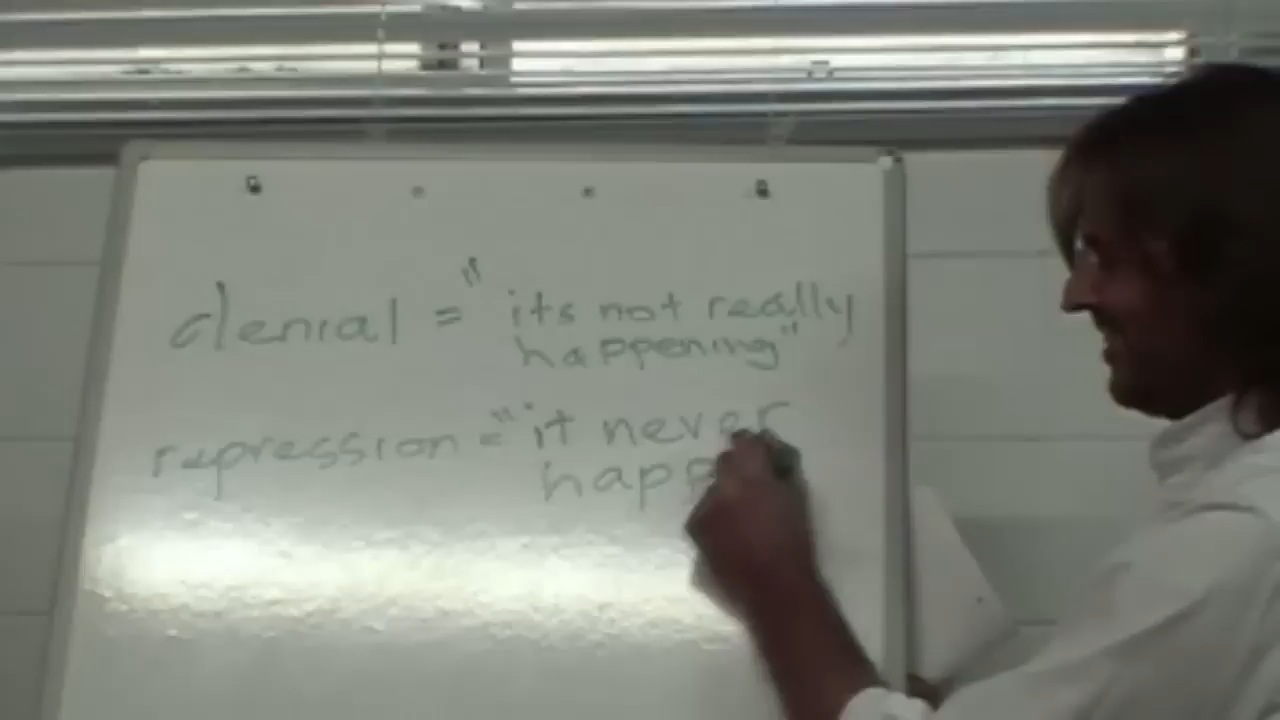 denial = "its not really
happening"
repression = "it never
happ